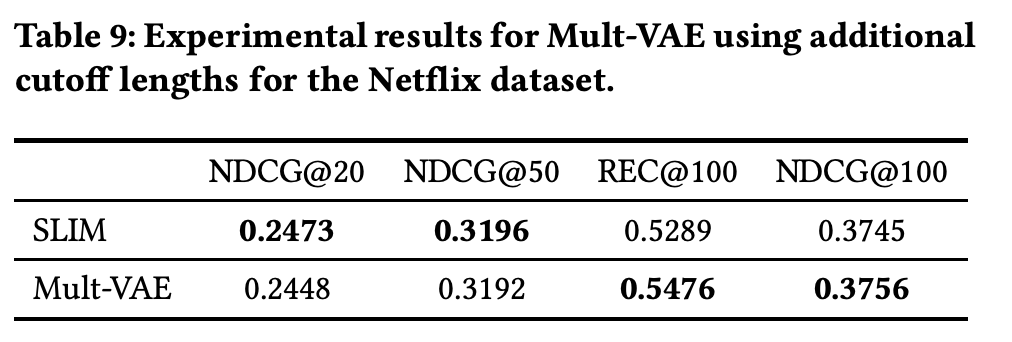 Table 9: Experimental results for Mult-VAE using additional
cutoff lengths for the Netflix dataset.
NDCG@20 NDCG@50 REC@100 NDCG@100
SLIM 0.2473 0.3196 0.5289 0.3745
Mult-VAE 0.2448 0.3192 0.5476 0.3756